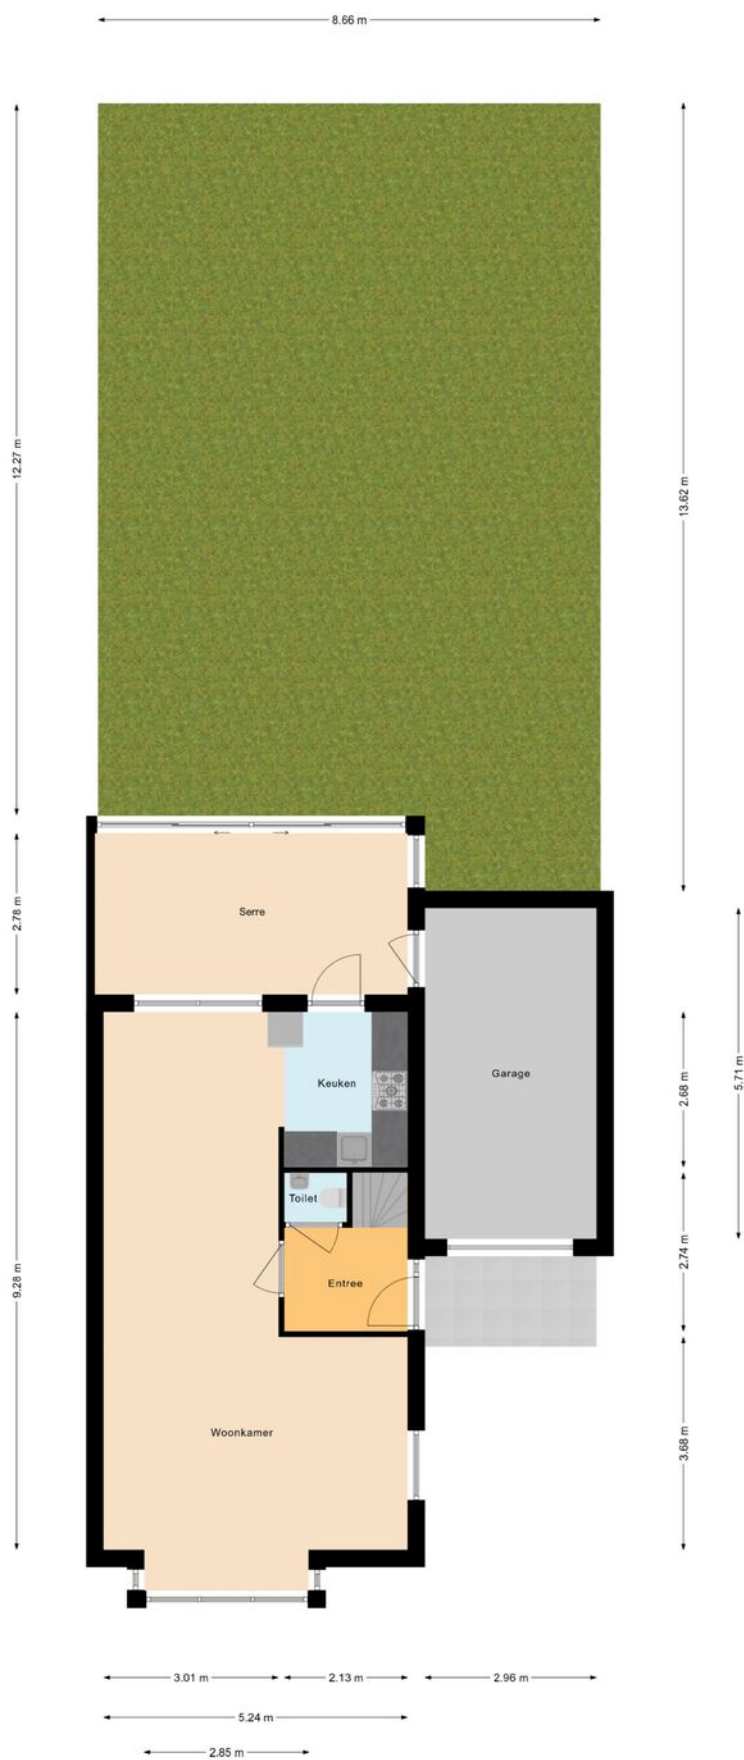 8.66 m
12.27 m
13.62 m
2.78 m
Serre
Keuken
Garage
2.68 m
5.71 m
Toilet
Entree
2.74 m
9.28 m
Woonkamer
3.68 m
3.01 m
2.13 m
2.96 m
5.24 m
2.85 m